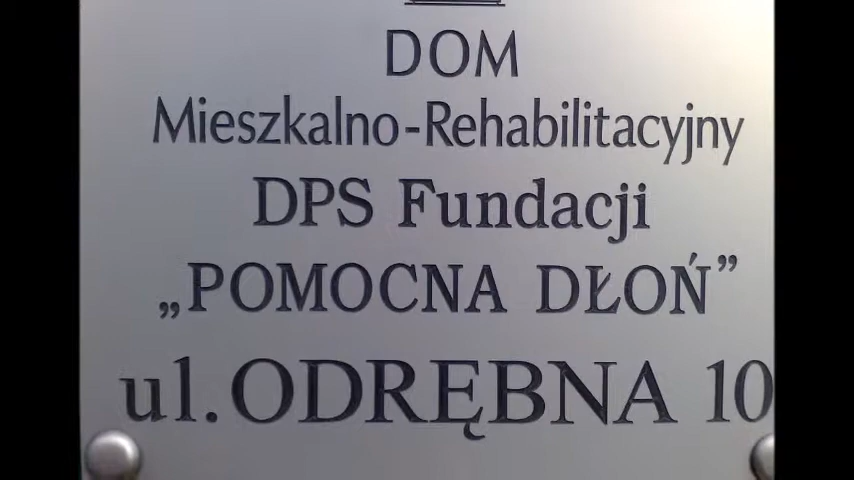 DOM
Mieszkalno-Rehabilitacyjny
DPS Fundacji
„POMOCNA DŁOŃ”
ul. ODRĘBNA 10